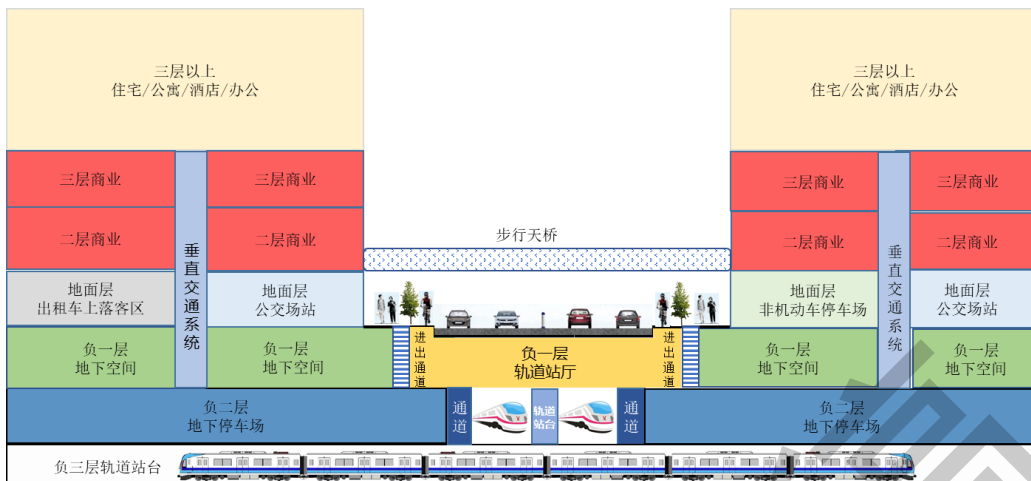 三层以上
住宅/公寓/酒店/办公
三层以上
住宅/公寓/酒店/办公
三层商业
三层商业
三层商业
三层商业
二层商业
二层商业
步行天桥
二层商业
二层商业
垂直交通系统
垂直交通系统
地面层
出租车上落客区
地面层
公交场站
地面层
非机动车停车场
地面层
公交场站
负一层
地下空间
负一层
地下空间
进出通道
负一层
轨道站厅
进出通道
负一层
地下空间
负一层
地下空间
负二层
地下停车场
通道
轨道
站台
通道
负二层
地下停车场
负三层轨道站台